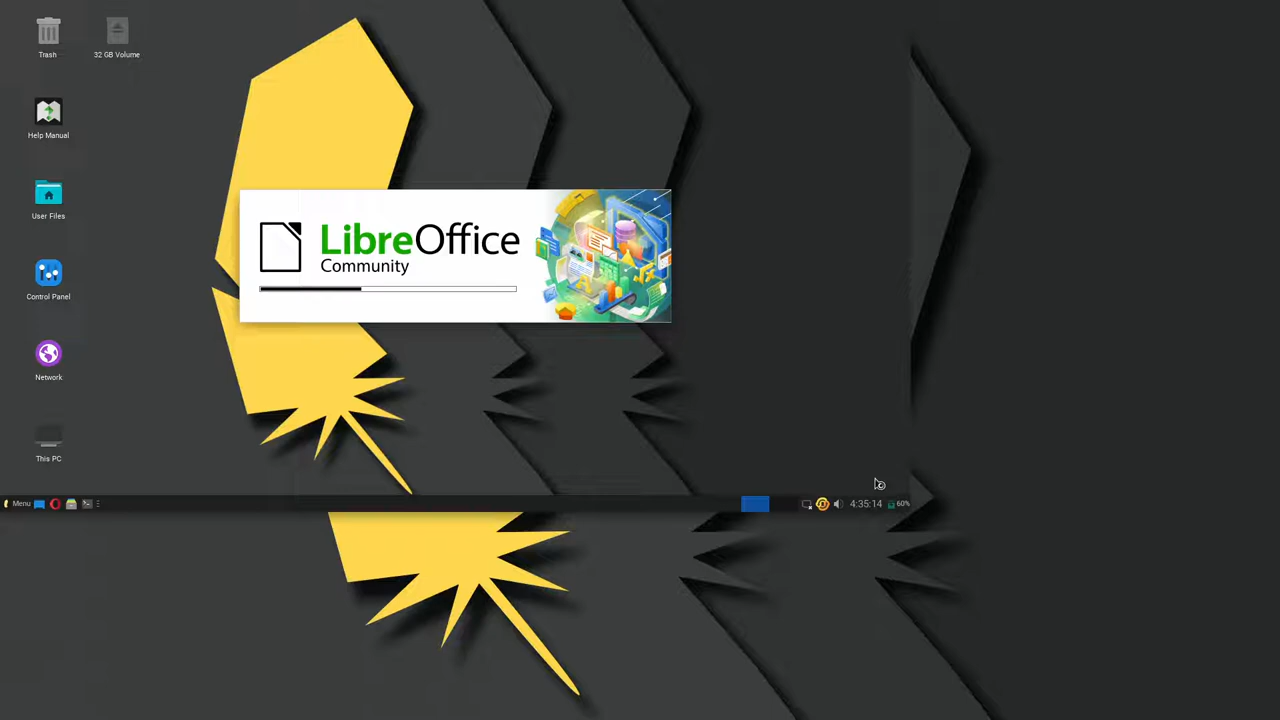 Trash
32 GB Volume
Help Manual
User Files
LibreOffice
Community
Control Panel
Network
This PC
Menu
4:35:14
60%